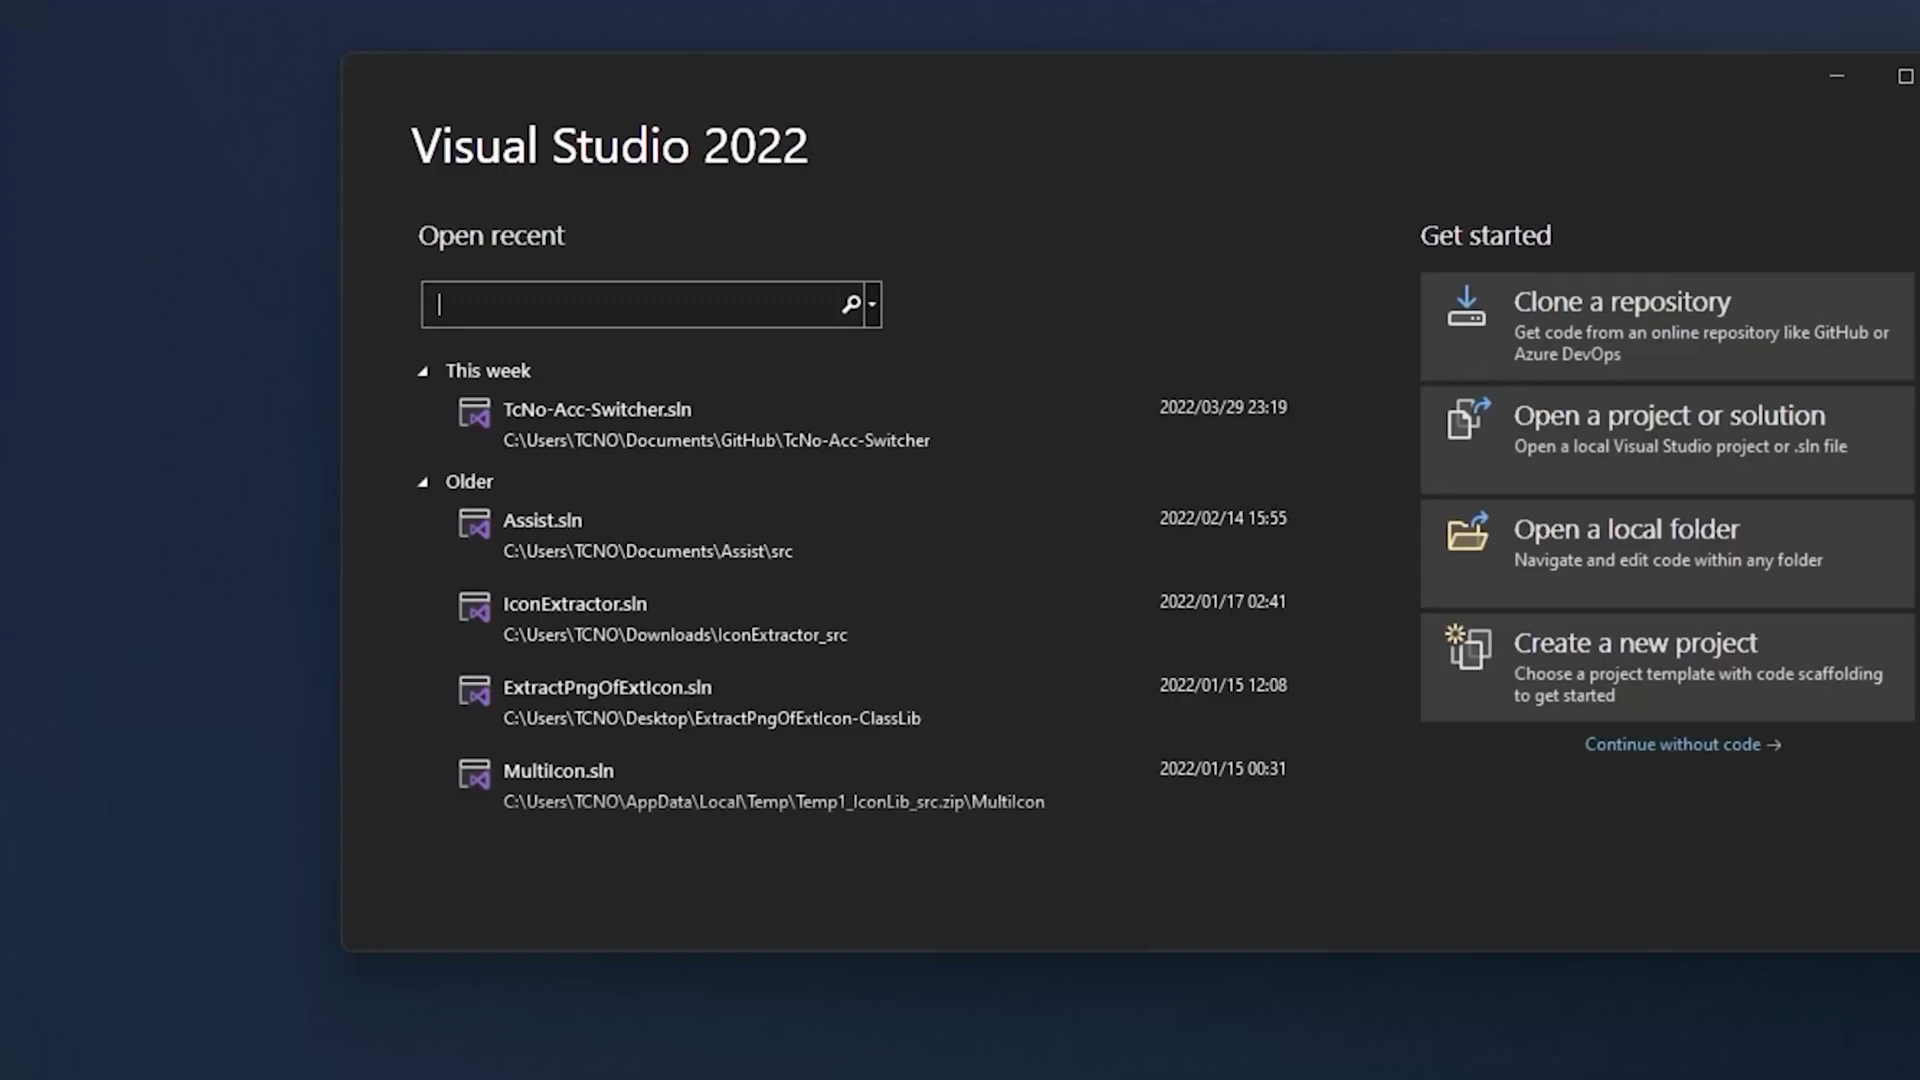 Visual Studio 2022
Open recent
This week
TcNo-Acc-Switcher.sln
2022/03/29 23:19
C:\Users\TCNO\Documents\GitHub\TcNo-Acc-Switcher
Older
Assist.sln
2022/02/14 15:55
C:\Users\TCNO\Documents\Assist\src
IconExtractor.sln
2022/01/17 02:41
C:\Users\TCNO\Downloads\IconExtractor_src
ExtractPngOfExtIcon.sln
2022/01/15 12:08
C:\Users\TCNO\Desktop\ExtractPngOfExtIcon-ClassLib
MultiIcon.sln
2022/01/15 00:31
C:\Users\TCNO\AppData\Local\Temp\Temp1_IconLib_src.zip\MultiIcon
Get started
Clone a repository
Get code from an online repository like GitHub or
Azure DevOps
Open a project or solution
Open a local Visual Studio project or .sln file
Open a local folder
Navigate and edit code within any folder
Create a new project
Choose a project template with code scaffolding
to get started
Continue without code →